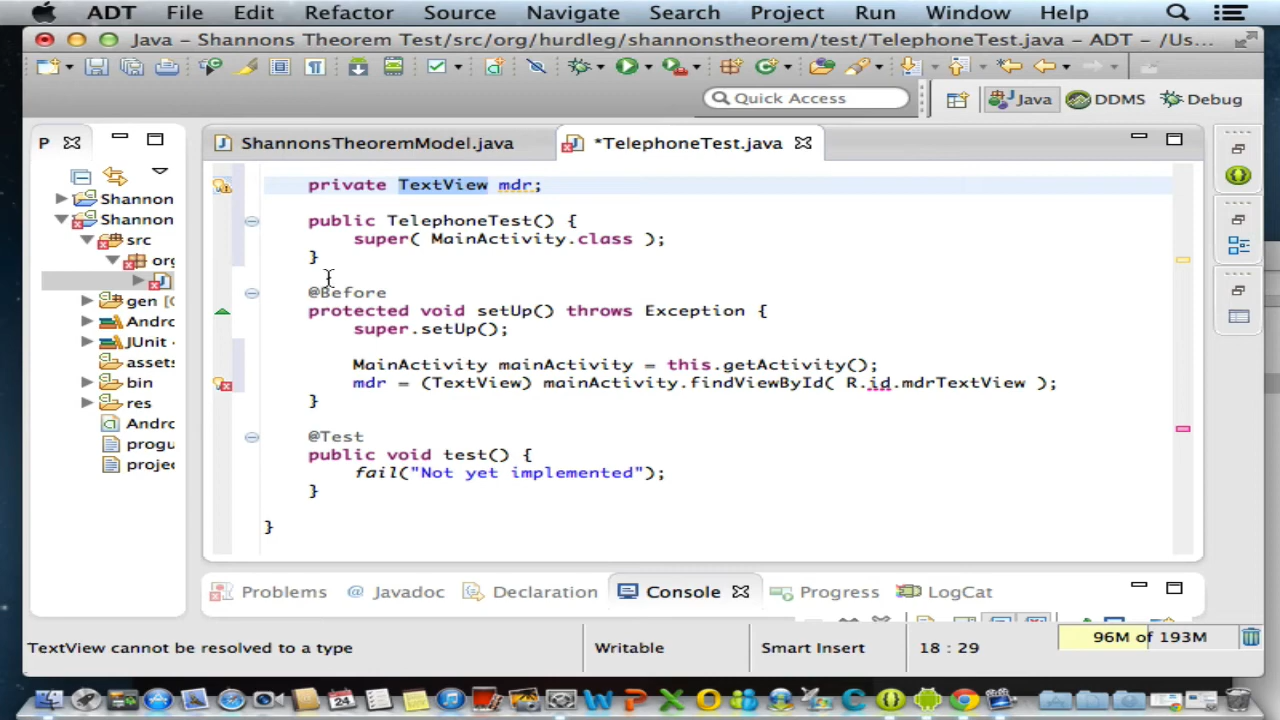 ADT File Edit Refactor Source Navigate Search Project Run Window Help
Java – Shannons Theorem Test/src/org/hurdleg/shannonstheorem/test/TelephoneTest.java – ADT – /Us...
Quick Access Java DDMS Debug
P ShannonsTheoremModel.java *TelephoneTest.java
private TextView mdr;
Shannon
Shannon
public TelephoneTest() {
src
super( MainActivity.class );
org
}
@Before
gen [
protected void setUp() throws Exception {
Andro
super.setUp();
JUnit
assets
MainActivity mainActivity = this.getActivity();
bin
mdr = (TextView) mainActivity.findViewById( R.id.mdrTextView );
res
}
Andro
@Test
progu
public void test() {
proje
fail("Not yet implemented");
}
}
Problems @ Javadoc Declaration Console Progress LogCat
TextView cannot be resolved to a type Writable Smart Insert 18 : 29 96M of 193M